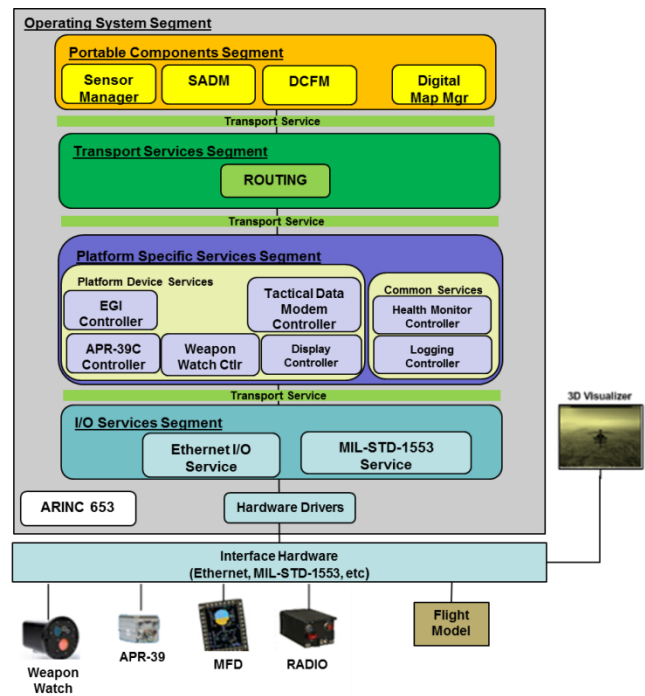 Operating System Segment
Portable Components Segment
Sensor
Manager
SADM
DCFM
Digital
Map Mgr
Transport Service
Transport Services Segment
ROUTING
Transport Service
Platform Specific Services Segment
Platform Device Services
EGI
Controller
Tactical Data
Modem
Controller
APR-39C
Controller
Weapon
Watch Ctlr
Display
Controller
Common Services
Health Monitor
Controller
Logging
Controller
Transport Service
I/O Services Segment
Ethernet I/O
Service
MIL-STD-1553
Service
3D Visualizer
ARINC 653
Hardware Drivers
Interface Hardware
(Ethernet, MIL-STD-1553, etc)
Weapon
Watch
APR-39
MFD
RADIO
Flight
Model